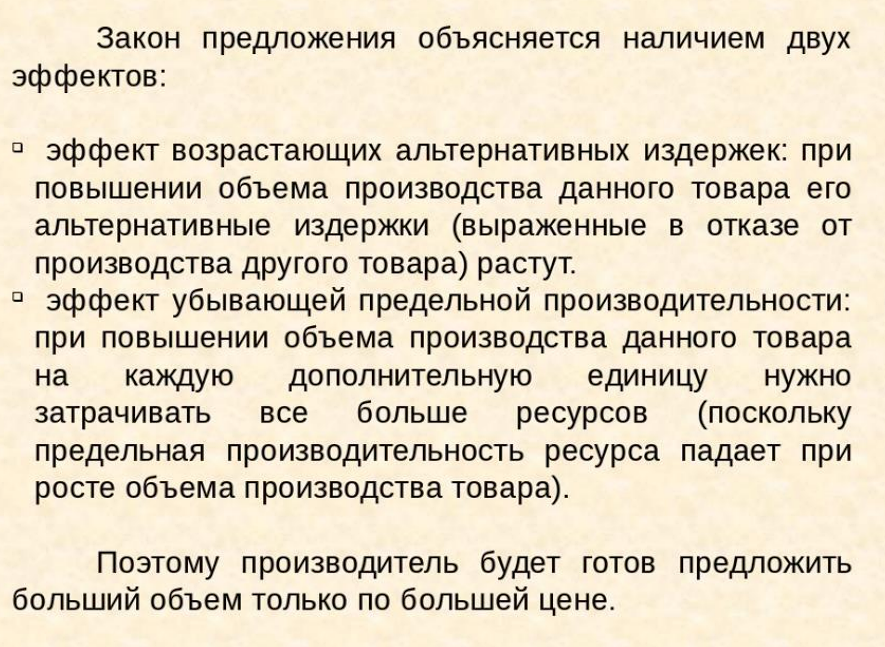 Закон предложения объясняется наличием двух
эффектов:
▫ эффект возрастающих альтернативных издержек: при
повышении объема производства данного товара его
альтернативные издержки (выраженные в отказе от
производства другого товара) растут.
▫ эффект убывающей предельной производительности:
при повышении объема производства данного товара
на каждую дополнительную единицу нужно
затрачивать все больше ресурсов (поскольку
предельная производительность ресурса падает при
росте объема производства товара).
Поэтому производитель будет готов предложить
больший объем только по большей цене.